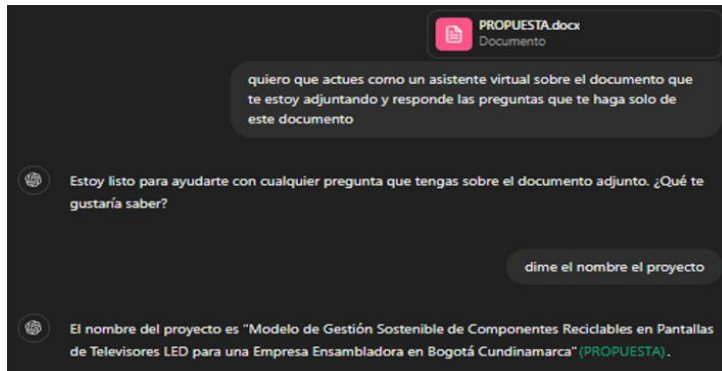 PROPUESTA.docx
Documento
quiero que actues como un asistente virtual sobre el documento que
te estoy adjuntando y responde las preguntas que te haga solo de
este documento
Estoy listo para ayudarte con cualquier pregunta que tengas sobre el documento adjunto. ¿Qué te
gustaría saber?
dime el nombre el proyecto
El nombre del proyecto es "Modelo de Gestión Sostenible de Componentes Reciclables en Pantallas
de Televisores LED para una Empresa Ensambladora en Bogotá Cundinamarca" (PROPUESTA).